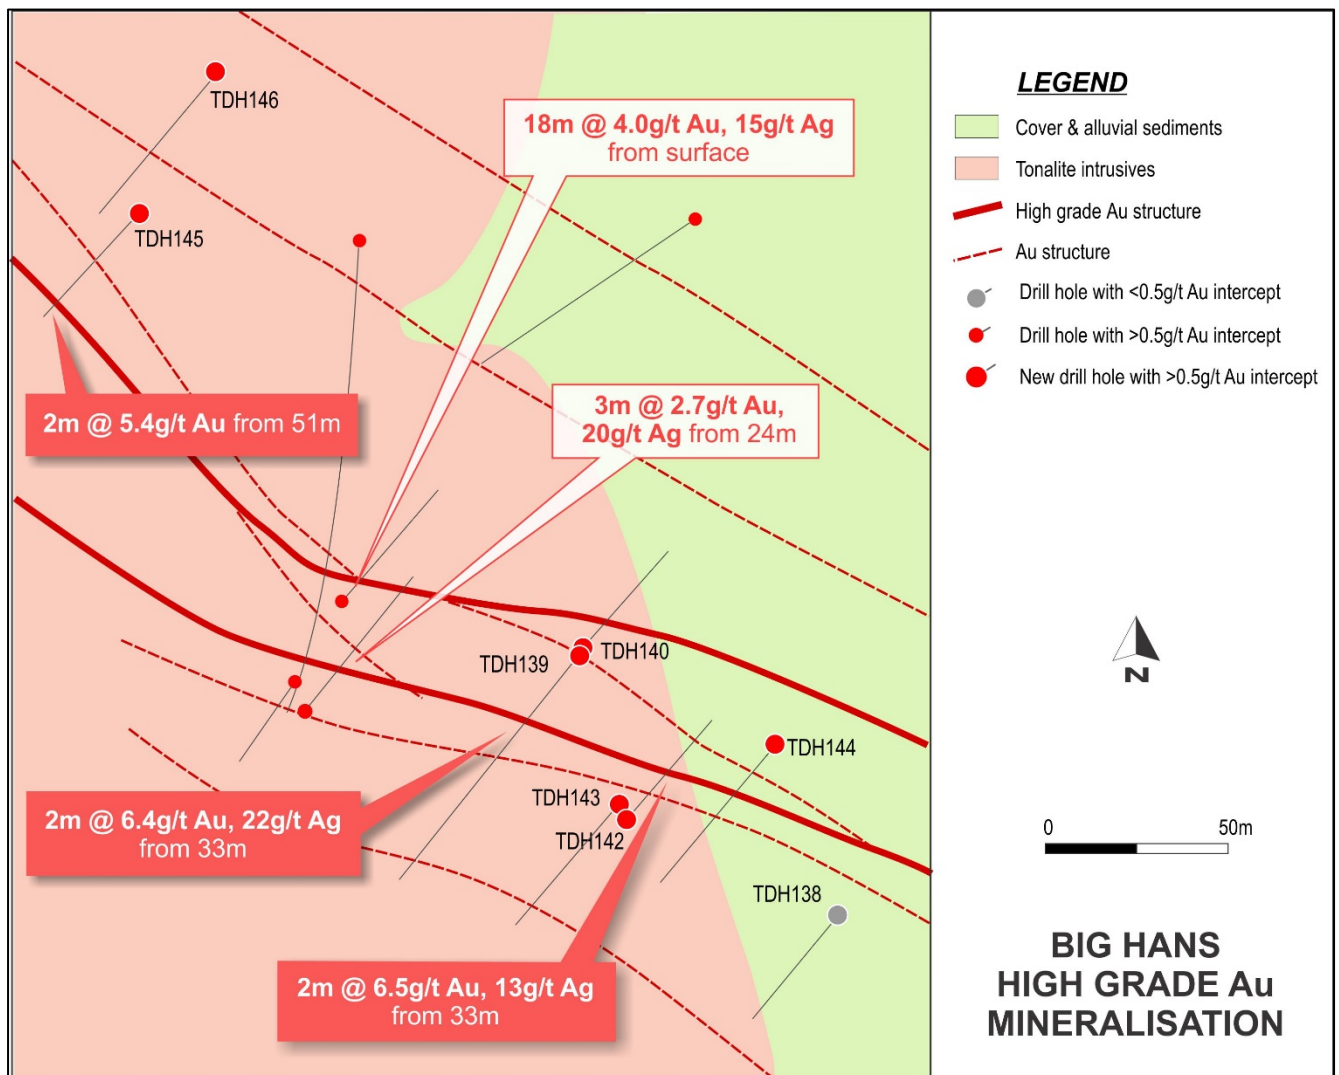 TDH146
TDH145
18m @ 4.0g/t Au, 15g/t Ag
from surface
2m @ 5.4g/t Au from 51m
3m @ 2.7g/t Au,
20g/t Ag from 24m
TDH140
TDH139
TDH144
TDH143
TDH142
2m @ 6.4g/t Au, 22g/t Ag
from 33m
TDH138
2m @ 6.5g/t Au, 13g/t Ag
from 33m
LEGEND
Cover & alluvial sediments
Tonalite intrusives
High grade Au structure
Au structure
Drill hole with <0.5g/t Au intercept
Drill hole with >0.5g/t Au intercept
New drill hole with >0.5g/t Au intercept
N
0 50m
BIG HANS
HIGH GRADE Au
MINERALISATION